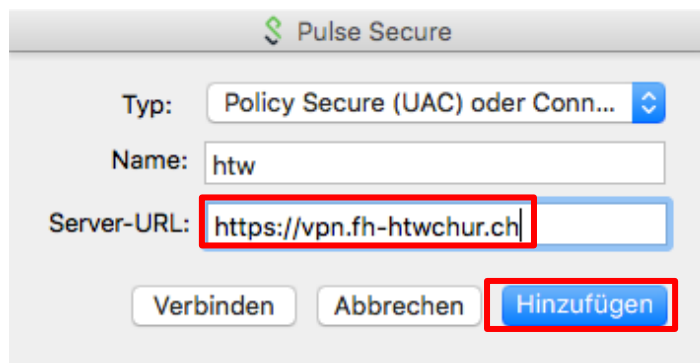 Pulse Secure
Typ: Policy Secure (UAC) oder Conn...
Name: htw
Server-URL: https://vpn.fh-htwchur.ch
Verbinden Abbrechen Hinzufügen